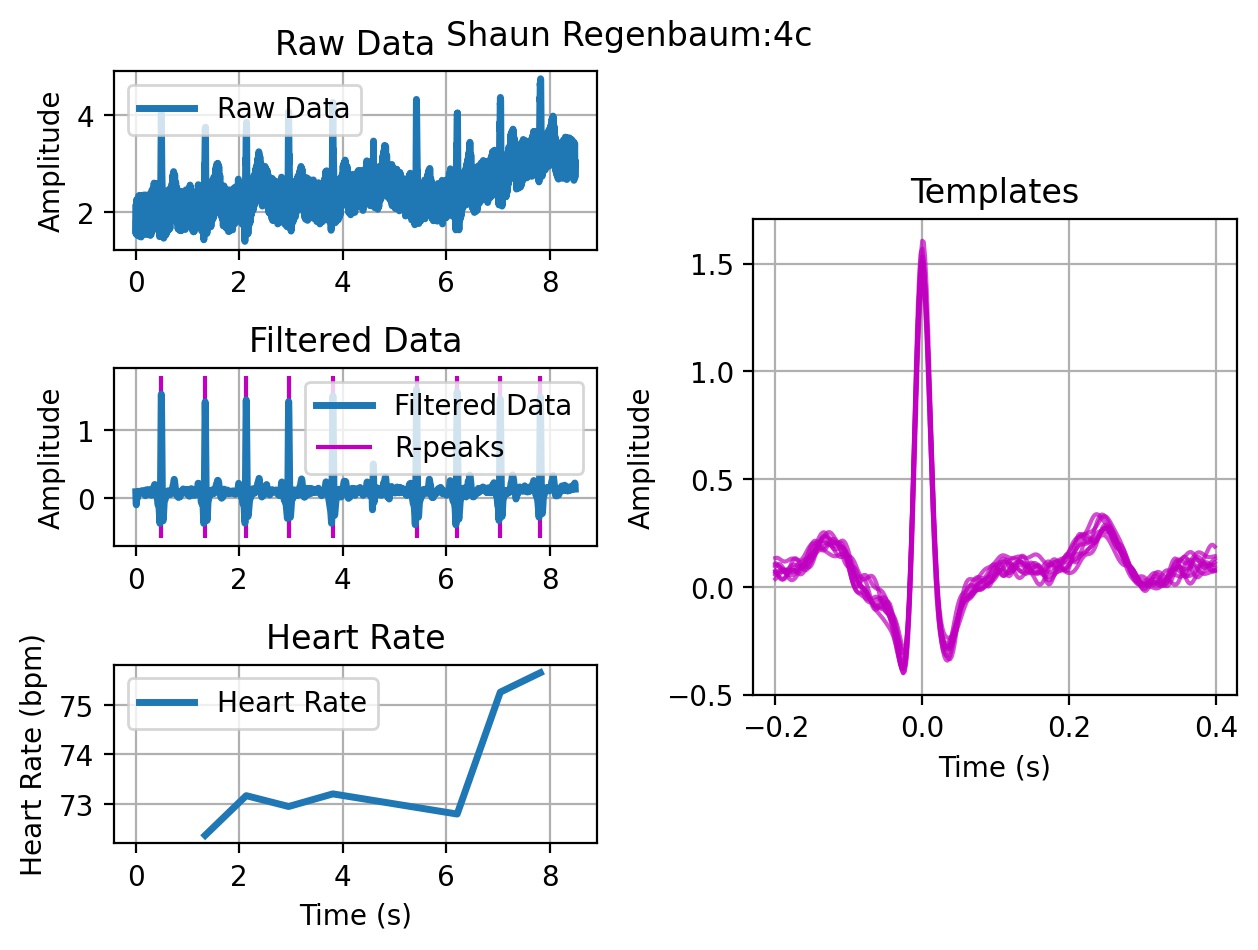 Shaun Regenbaum:4c
Raw Data
Raw Data
Amplitude
4
2
0 2 4 6 8
Filtered Data
Filtered Data
R-peaks
Amplitude
1
0
0 2 4 6 8
Heart Rate
Heart Rate
Heart Rate (bpm)
75
74
73
0 2 4 6 8
Time (s)
Templates
Amplitude
1.5
1.0
0.5
0.0
−0.5
−0.2 0.0 0.2 0.4
Time (s)